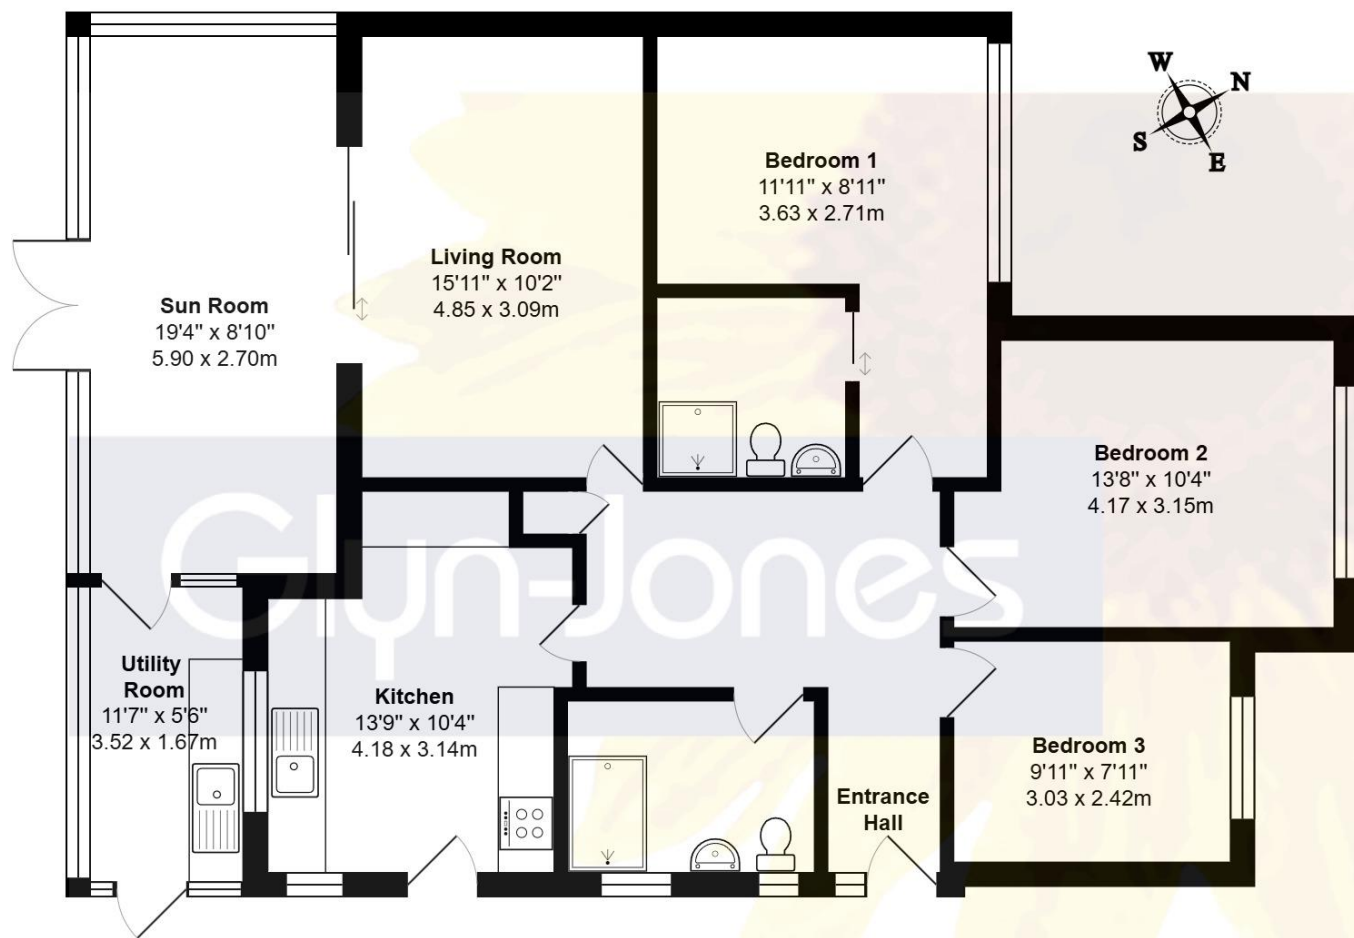 W
N
S
E
Bedroom 1
11'11" x 8'11"
3.63 x 2.71m
Living Room
15'11" x 10'2"
4.85 x 3.09m
Sun Room
19'4" x 8'10"
5.90 x 2.70m
Bedroom 2
13'8" x 10'4"
4.17 x 3.15m
Glyn-Jones
Utility
Room
11'7" x 5'6"
3.52 x 1.67m
Kitchen
13'9" x 10'4"
4.18 x 3.14m
Bedroom 3
9'11" x 7'11"
3.03 x 2.42m
Entrance
Hall